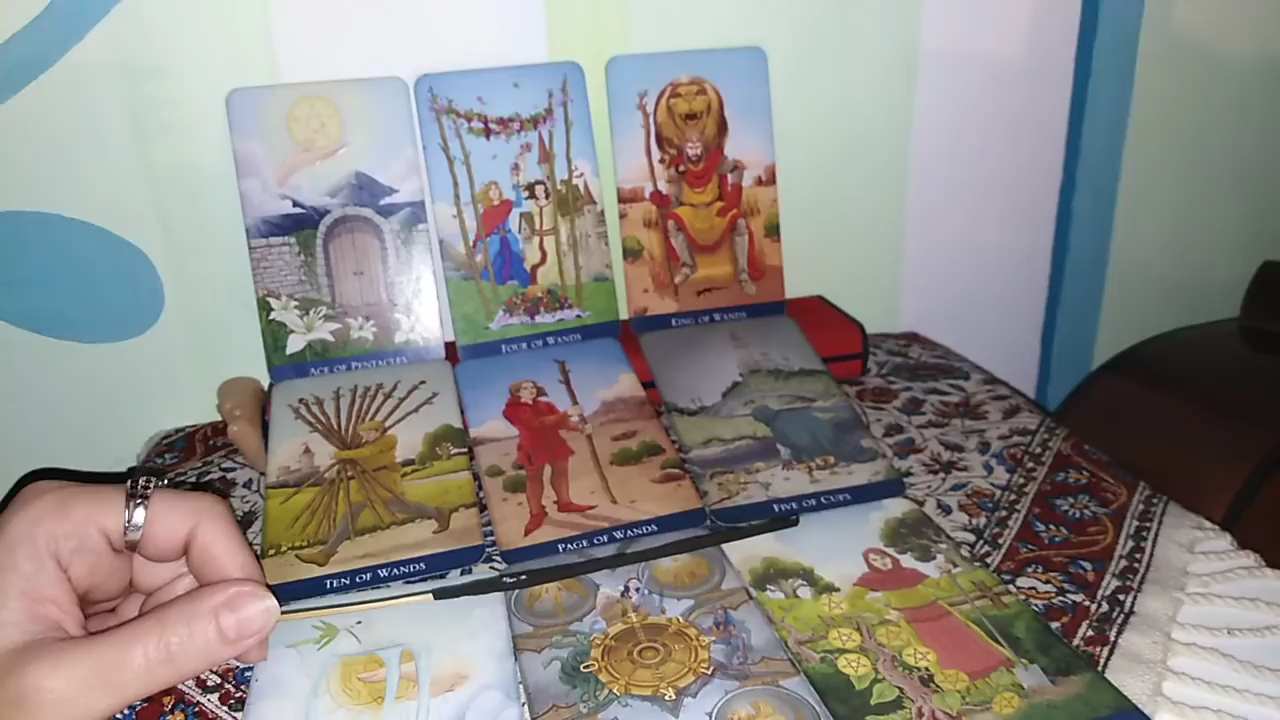 ACE OF PENTACLES
FOUR OF WANDS
KING OF WANDS
TEN OF WANDS
PAGE OF WANDS
FIVE OF CUPS